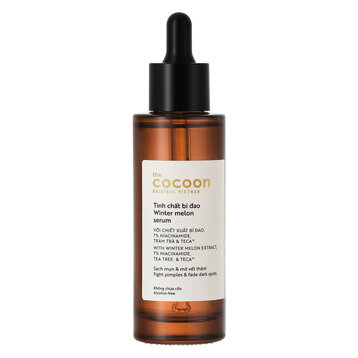 the
cocoon
ORIGINAL VIETNAM
Tinh chất bí đao
Winter melon
serum
VỚI CHIẾT XUẤT BÍ ĐAO,
7% NIACINAMIDE,
TRÀM TRÀ & TECA™
WITH WINTER MELON EXTRACT,
7% NIACINAMIDE,
TEA TREE & TECA™
Sạch mụn & mờ vết thâm
Fight pimples & fade dark spots
Không chứa cồn
Alcohol-free